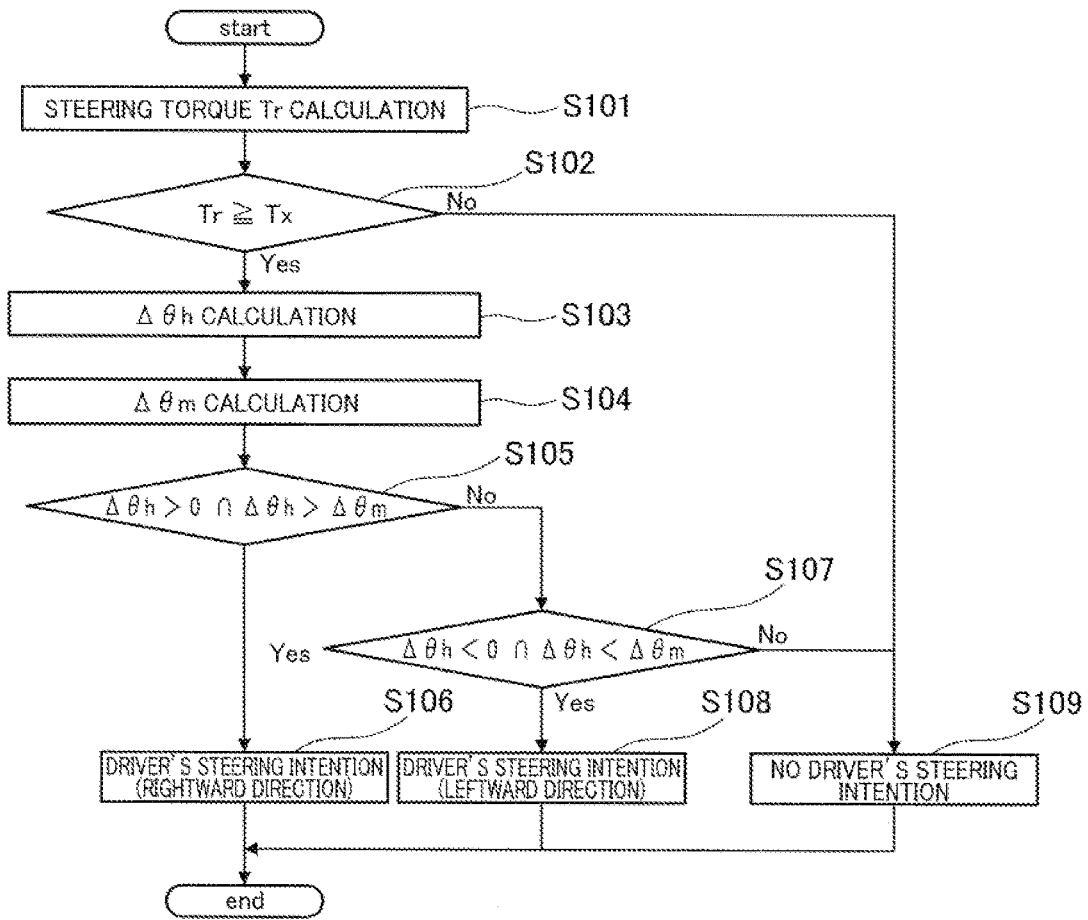 start
STEERING TORQUE Tr CALCULATION
S101
S102
Tr ≧ Tx
No
Yes
Δθh CALCULATION
S103
Δθm CALCULATION
S104
S105
Δθh > 0 ∩ Δθh > Δθm
No
S107
Δθh < 0 ∩ Δθh < Δθm
No
Yes
Yes
S106
S108
S109
DRIVER'S STEERING INTENTION
(RIGHTWARD DIRECTION)
DRIVER'S STEERING INTENTION
(LEFTWARD DIRECTION)
NO DRIVER'S STEERING
INTENTION
end